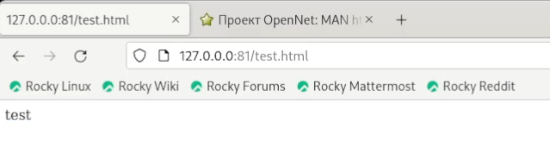 127.0.0.0:81/test.html × Проект OpenNet: MAN × +
127.0.0.0:81/test.html
Rocky Linux Rocky Wiki Rocky Forums Rocky Mattermost Rocky Reddit
test